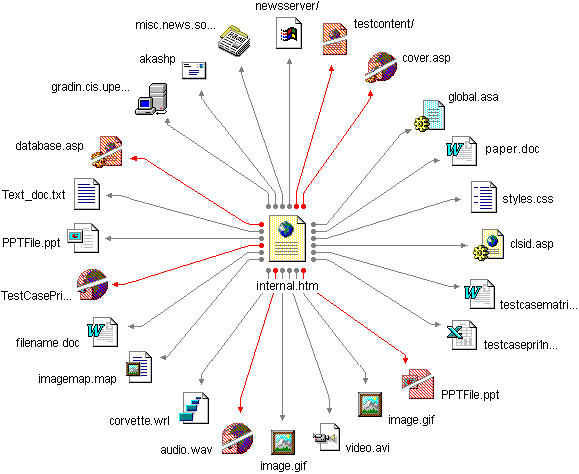 newsserver/
misc.news.so...
testcontent/
akashp
cover.asp
gradin.cis.upe...
global.asa
database.asp
paper.doc
Text_doc.txt
styles.css
PPTFile.ppt
clsid.asp
TestCasePri...
internal.htm
testcasematri...
filename doc
testcasepri1n...
imagemap.map
PPTFile.ppt
corvette.wrl
image.gif
audio.wav
video.avi
image.gif